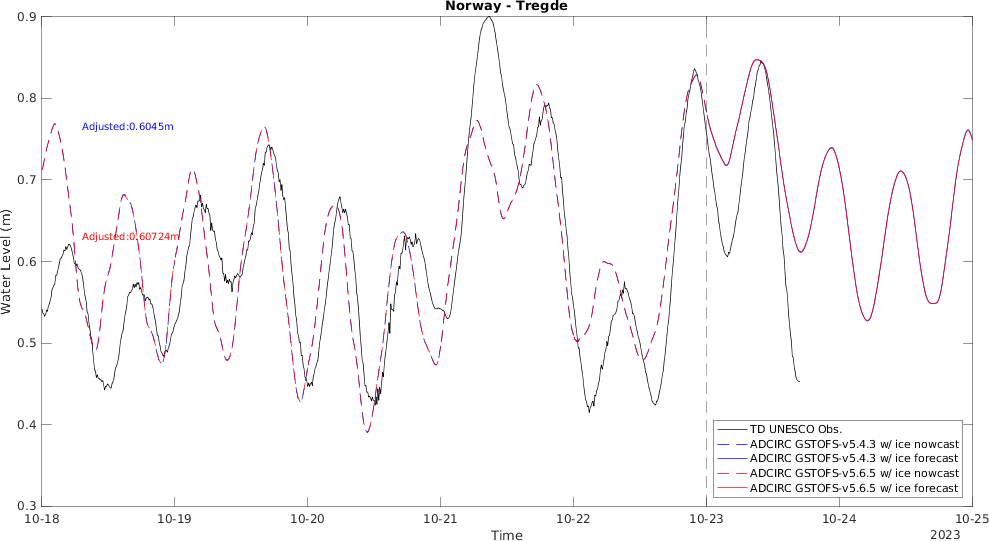 Norway - Tregde
0.9
0.8
0.7
0.6
0.5
0.4
0.3
Water Level (m)
Adjusted:0.6045m
Adjusted:0.60724m
TD UNESCO Obs.
ADCIRC GSTOFS-v5.4.3 w/ ice nowcast
ADCIRC GSTOFS-v5.4.3 w/ ice forecast
ADCIRC GSTOFS-v5.6.5 w/ ice nowcast
ADCIRC GSTOFS-v5.6.5 w/ ice forecast
10-18 10-19 10-20 10-21 10-22 10-23 10-24 10-25
Time
2023